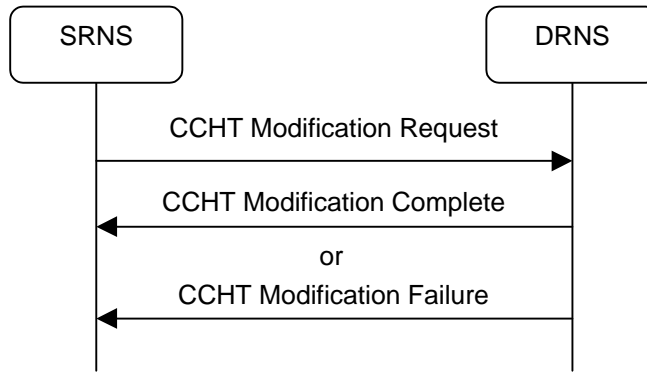 SRNS
DRNS
CCHT Modification Request
CCHT Modification Complete
or
CCHT Modification Failure